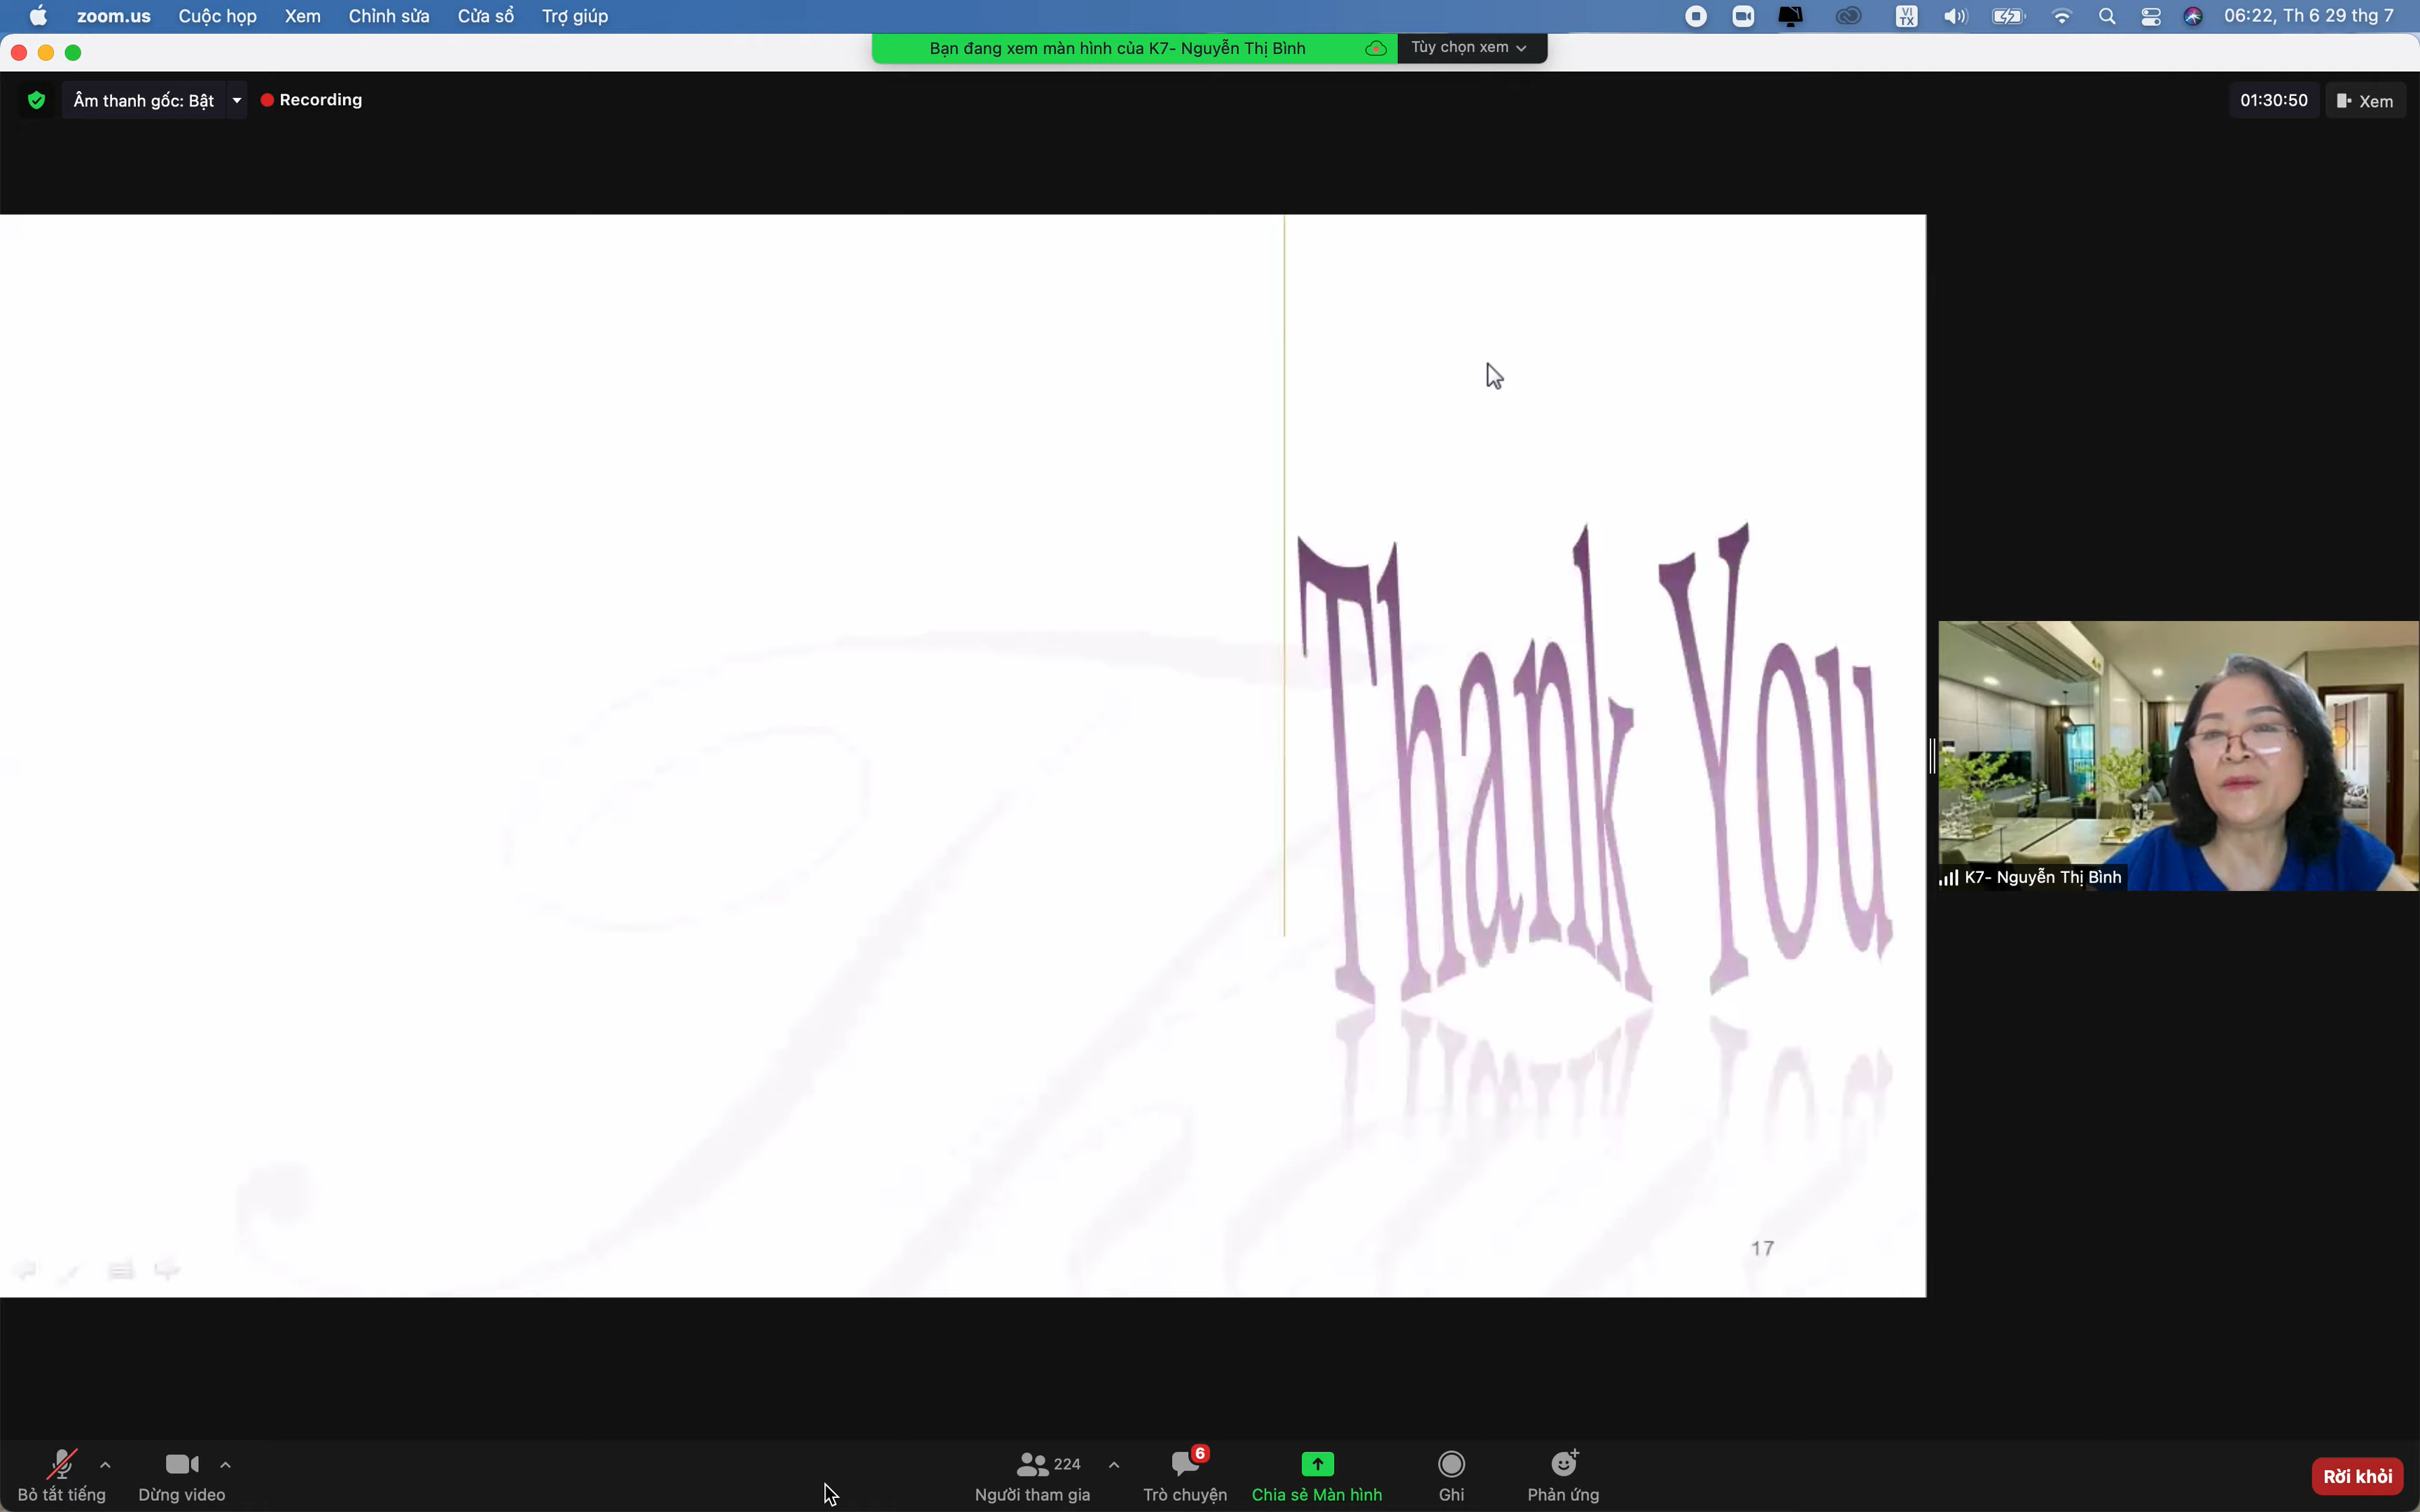 zoom.us Cuộc họp Xem Chỉnh sửa Cửa sổ Trợ giúp VI TX 06:22, Th 6 29 thg 7
Bạn đang xem màn hình của K7- Nguyễn Thị Bình Tùy chọn xem
Âm thanh gốc: Bật Recording 01:30:50 Xem
Thank You
K7- Nguyễn Thị Bình
17
224 6
Bỏ tắt tiếng Dừng video Người tham gia Trò chuyện Chia sẻ Màn hình Ghi Phản ứng Rời khỏi